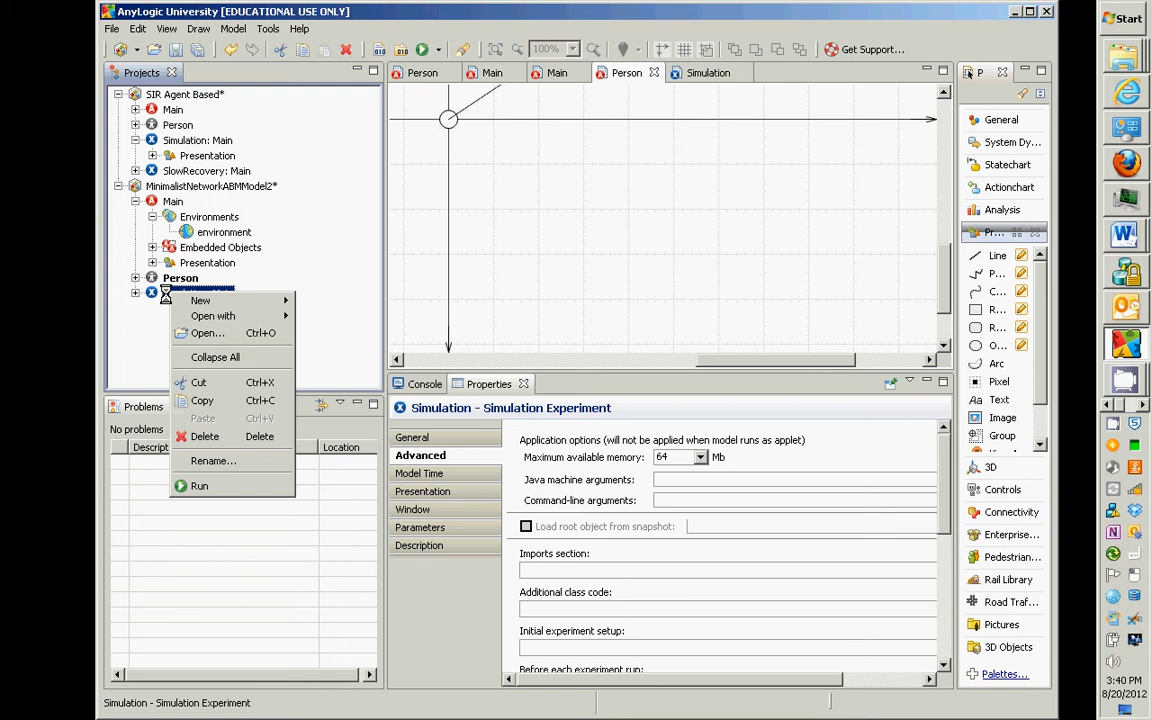 AnyLogic University [EDUCATIONAL USE ONLY]
Start
File Edit View Draw Model Tools Help
100% Get Support...
Projects
Person Main Main Person Simulation
P
SIR Agent Based*
Main
Person
Simulation: Main
Presentation
SlowRecovery: Main
MinimalistNetworkABMModel2*
Main
Environments
environment
Embedded Objects
Presentation
Person
New
Open with
Open... Ctrl+O
Collapse All
Cut Ctrl+X
Copy Ctrl+C
Paste Ctrl+V
Delete Delete
Rename...
Run
Problems
No problems
Descript Location
Console Properties
Simulation - Simulation Experiment
General
Advanced
Model Time
Presentation
Window
Parameters
Description
Application options (will not be applied when model runs as applet)
Maximum available memory: 64 Mb
Java machine arguments:
Command-line arguments:
Load root object from snapshot:
Imports section:
Additional class code:
Initial experiment setup:
Before each experiment run:
General
System Dy...
Statechart
Actionchart
Analysis
Pr...
Line
P...
C...
R...
R...
O...
Arc
Pixel
Text
Image
Group
3D
Controls
Connectivity
Enterprise...
Pedestrian...
Rail Library
Road Traf...
Pictures
3D Objects
Palettes...
Simulation - Simulation Experiment
3:40 PM
8/20/2012